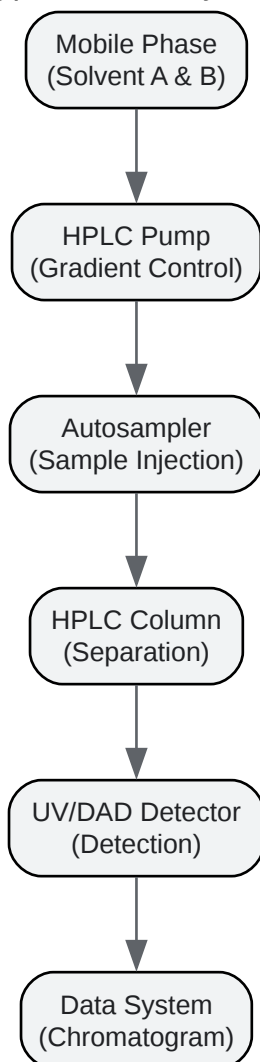 Mobile Phase
(Solvent A & B)
HPLC Pump
(Gradient Control)
Autosampler
(Sample Injection)
HPLC Column
(Separation)
UV/DAD Detector
(Detection)
Data System
(Chromatogram)